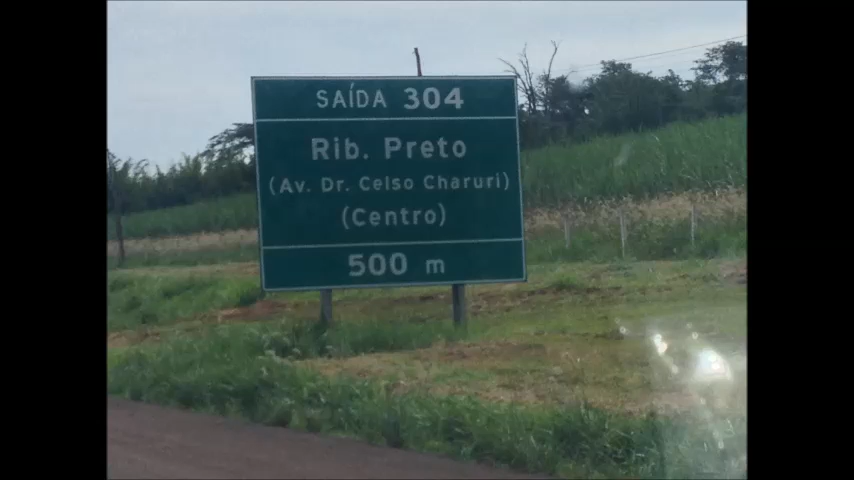 SAÍDA 304
Rib. Preto
(Av. Dr. Celso Charuri)
(Centro)
500 m